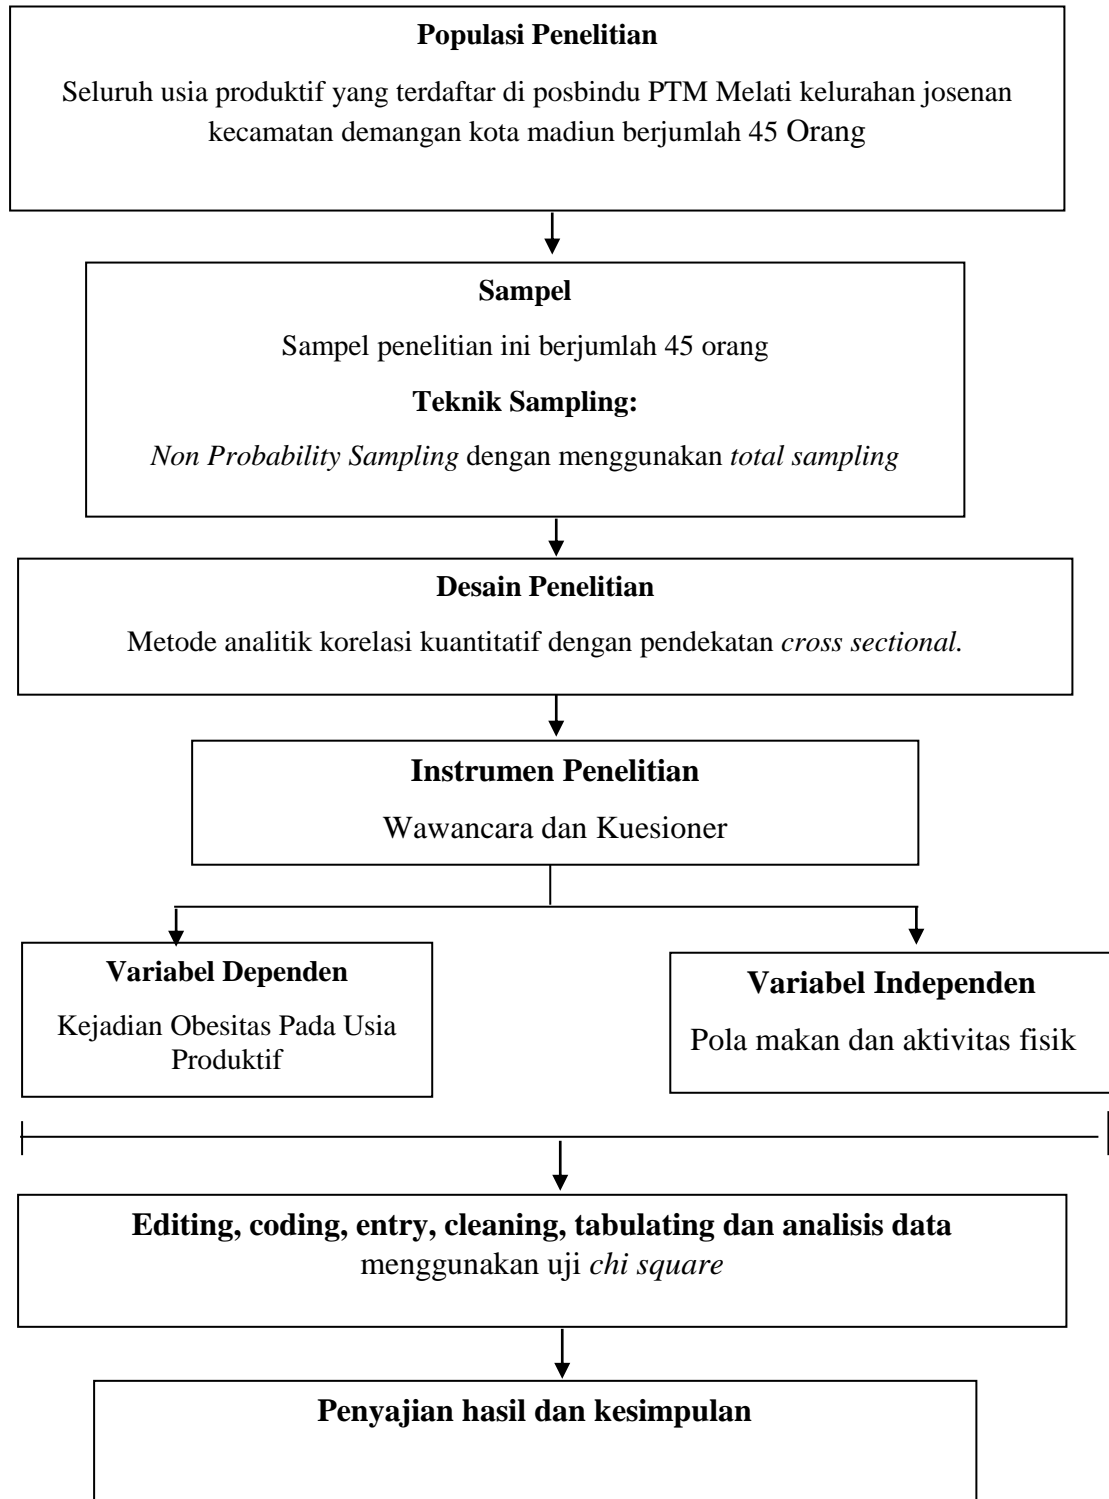 Populasi Penelitian
Seluruh usia produktif yang terdaftar di posbindu PTM Melati kelurahan josenan
kecamatan demangan kota madiun berjumlah 45 Orang
Sampel
Sampel penelitian ini berjumlah 45 orang
Teknik Sampling:
Non Probability Sampling dengan menggunakan total sampling
Desain Penelitian
Metode analitik korelasi kuantitatif dengan pendekatan cross sectional.
Instrumen Penelitian
Wawancara dan Kuesioner
Variabel Dependen
Kejadian Obesitas Pada Usia
Produktif
Variabel Independen
Pola makan dan aktivitas fisik
Editing, coding, entry, cleaning, tabulating dan analisis data
menggunakan uji chi square
Penyajian hasil dan kesimpulan